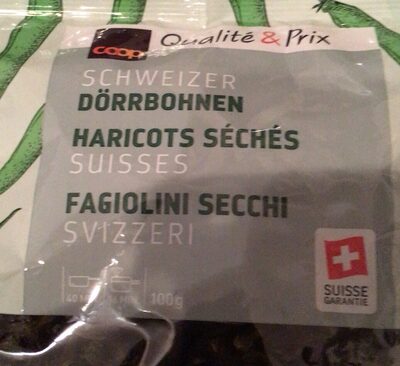 coop
Qualité & Prix
SCHWEIZER
DÖRRBOHNEN
HARICOTS SÉCHÉS
SUISSES
FAGIOLINI SECCHI
SVIZZERI
100g
SUISSE
GARANTIE